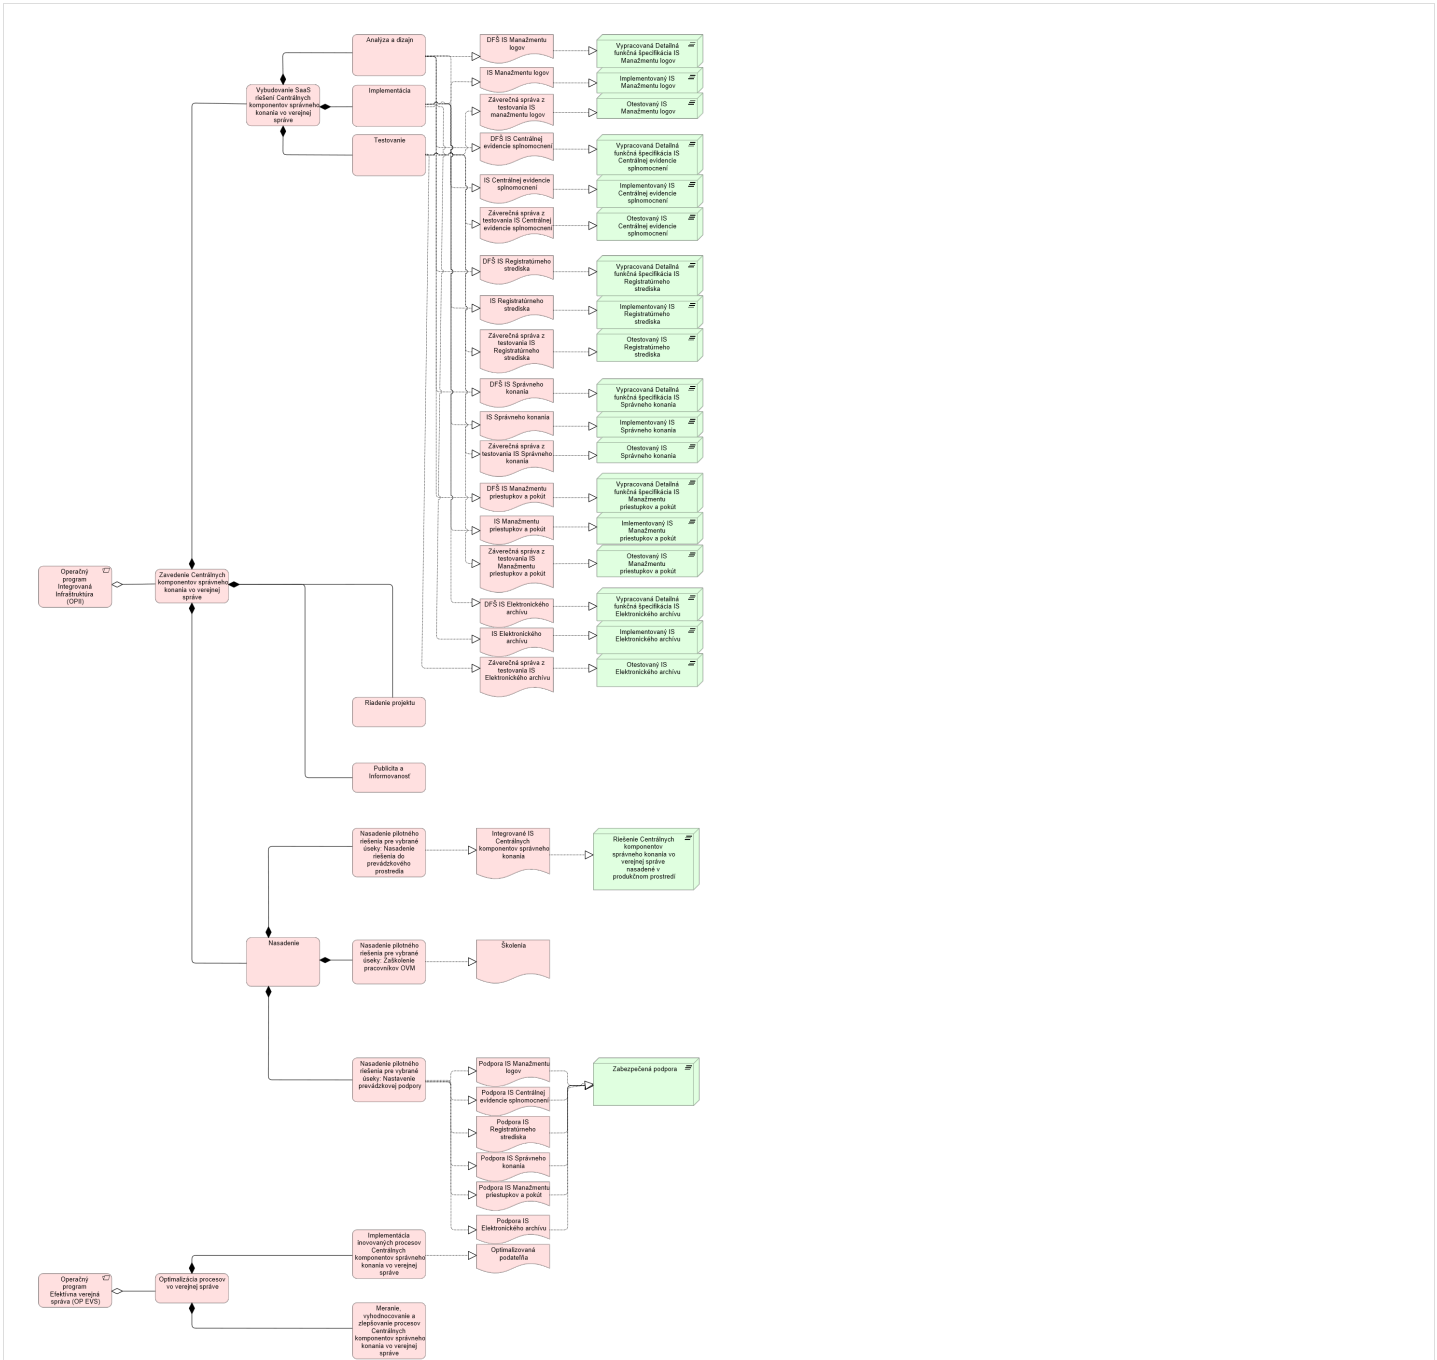 Analýza a dizajn
Implementácia
Testovanie
Vybudovanie SaaS
riešení Centrálnych
komponentov správneho
konania vo verejnej
správe
DFŠ IS Manažmentu
logov
Vypracovaná Detailná
funkčná špecifikácia IS
Manažmentu logov
IS Manažmentu logov
Implementovaný IS
Manažmentu logov
Záverečná správa z
testovania IS
manažmentu logov
Otestovaný IS
Manažmentu logov
DFŠ IS Centrálnej
evidencie splnomocnení
Vypracovaná Detailná
funkčná špecifikácia IS
Centrálnej evidencie
splnomocnení
IS Centrálnej evidencie
splnomocnení
Implementovaný IS
Centrálnej evidencie
splnomocnení
Záverečná správa z
testovania IS Centrálnej
evidencie splnomocnení
Otestovaný IS
Centrálnej evidencie
splnomocnení
DFŠ IS Registratúrneho
strediska
Vypracovaná Detailná
funkčná špecifikácia IS
Registratúrneho
strediska
IS Registratúrneho
strediska
Implementovaný IS
Registratúrneho
strediska
Záverečná správa z
testovania IS
Registratúrneho
strediska
Otestovaný IS
Registratúrneho
strediska
DFŠ IS Správneho
konania
Vypracovaná Detailná
funkčná špecifikácia IS
Správneho konania
IS Správneho konania
Implementovaný IS
Správneho konania
Záverečná správa z
testovania IS Správneho
konania
Otestovaný IS
Správneho konania
DFŠ IS Manažmentu
priestupkov a pokút
Vypracovaná Detailná
funkčná špecifikácia IS
Manažmentu
priestupkov a pokút
IS Manažmentu
priestupkov a pokút
Imlementovaný IS
Manažmentu
priestupkov a pokút
Záverečná správa z
testovania IS
Manažmentu
priestupkov a pokút
Otestovaný IS
Manažmentu
priestupkov a pokút
DFŠ IS Elektronického
archívu
Vypracovaná Detailná
funkčná špecifikácia IS
Elektronického archívu
IS Elektronického
archívu
Implementovaný IS
Elektronického archívu
Záverečná správa z
testovania IS
Elektronického archívu
Otestovaný IS
Elektronického archívu
Operačný
program
Integrovaná
Infraštruktúra
(OPII)
Zavedenie Centrálnych
komponentov správneho
konania vo verejnej
správe
Riadenie projektu
Publicita a
Informovanosť
Nasadenie pilotného
riešenia pre vybrané
úseky: Nasadenie
riešenia do
prevádzkového
prostredia
Integrované IS
Centrálnych
komponentov správneho
konania
Riešenie Centrálnych
komponentov
správneho konania vo
verejnej správe
nasadené v
produkčnom prostredí
Nasadenie
Nasadenie pilotného
riešenia pre vybrané
úseky: Zaškolenie
pracovníkov OVM
Školenia
Nasadenie pilotného
riešenia pre vybrané
úseky: Nastavenie
prevádzkovej podpory
Podpora IS Manažmentu
logov
Podpora IS Centrálnej
evidencie splnomocnení
Podpora IS
Registratúrneho
strediska
Podpora IS Správneho
konania
Podpora IS Manažmentu
priestupkov a pokút
Podpora IS
Elektronického archívu
Zabezpečená podpora
Operačný
program
Efektívna verejná
správa (OP EVS)
Optimalizácia procesov
vo verejnej správe
Implementácia
inovovaných procesov
Centrálnych
komponentov správneho
konania vo verejnej
správe
Optimalizovaná
podateľňa
Meranie,
vyhodnocovanie a
zlepšovanie procesov
Centrálnych
komponentov správneho
konania vo verejnej
správe